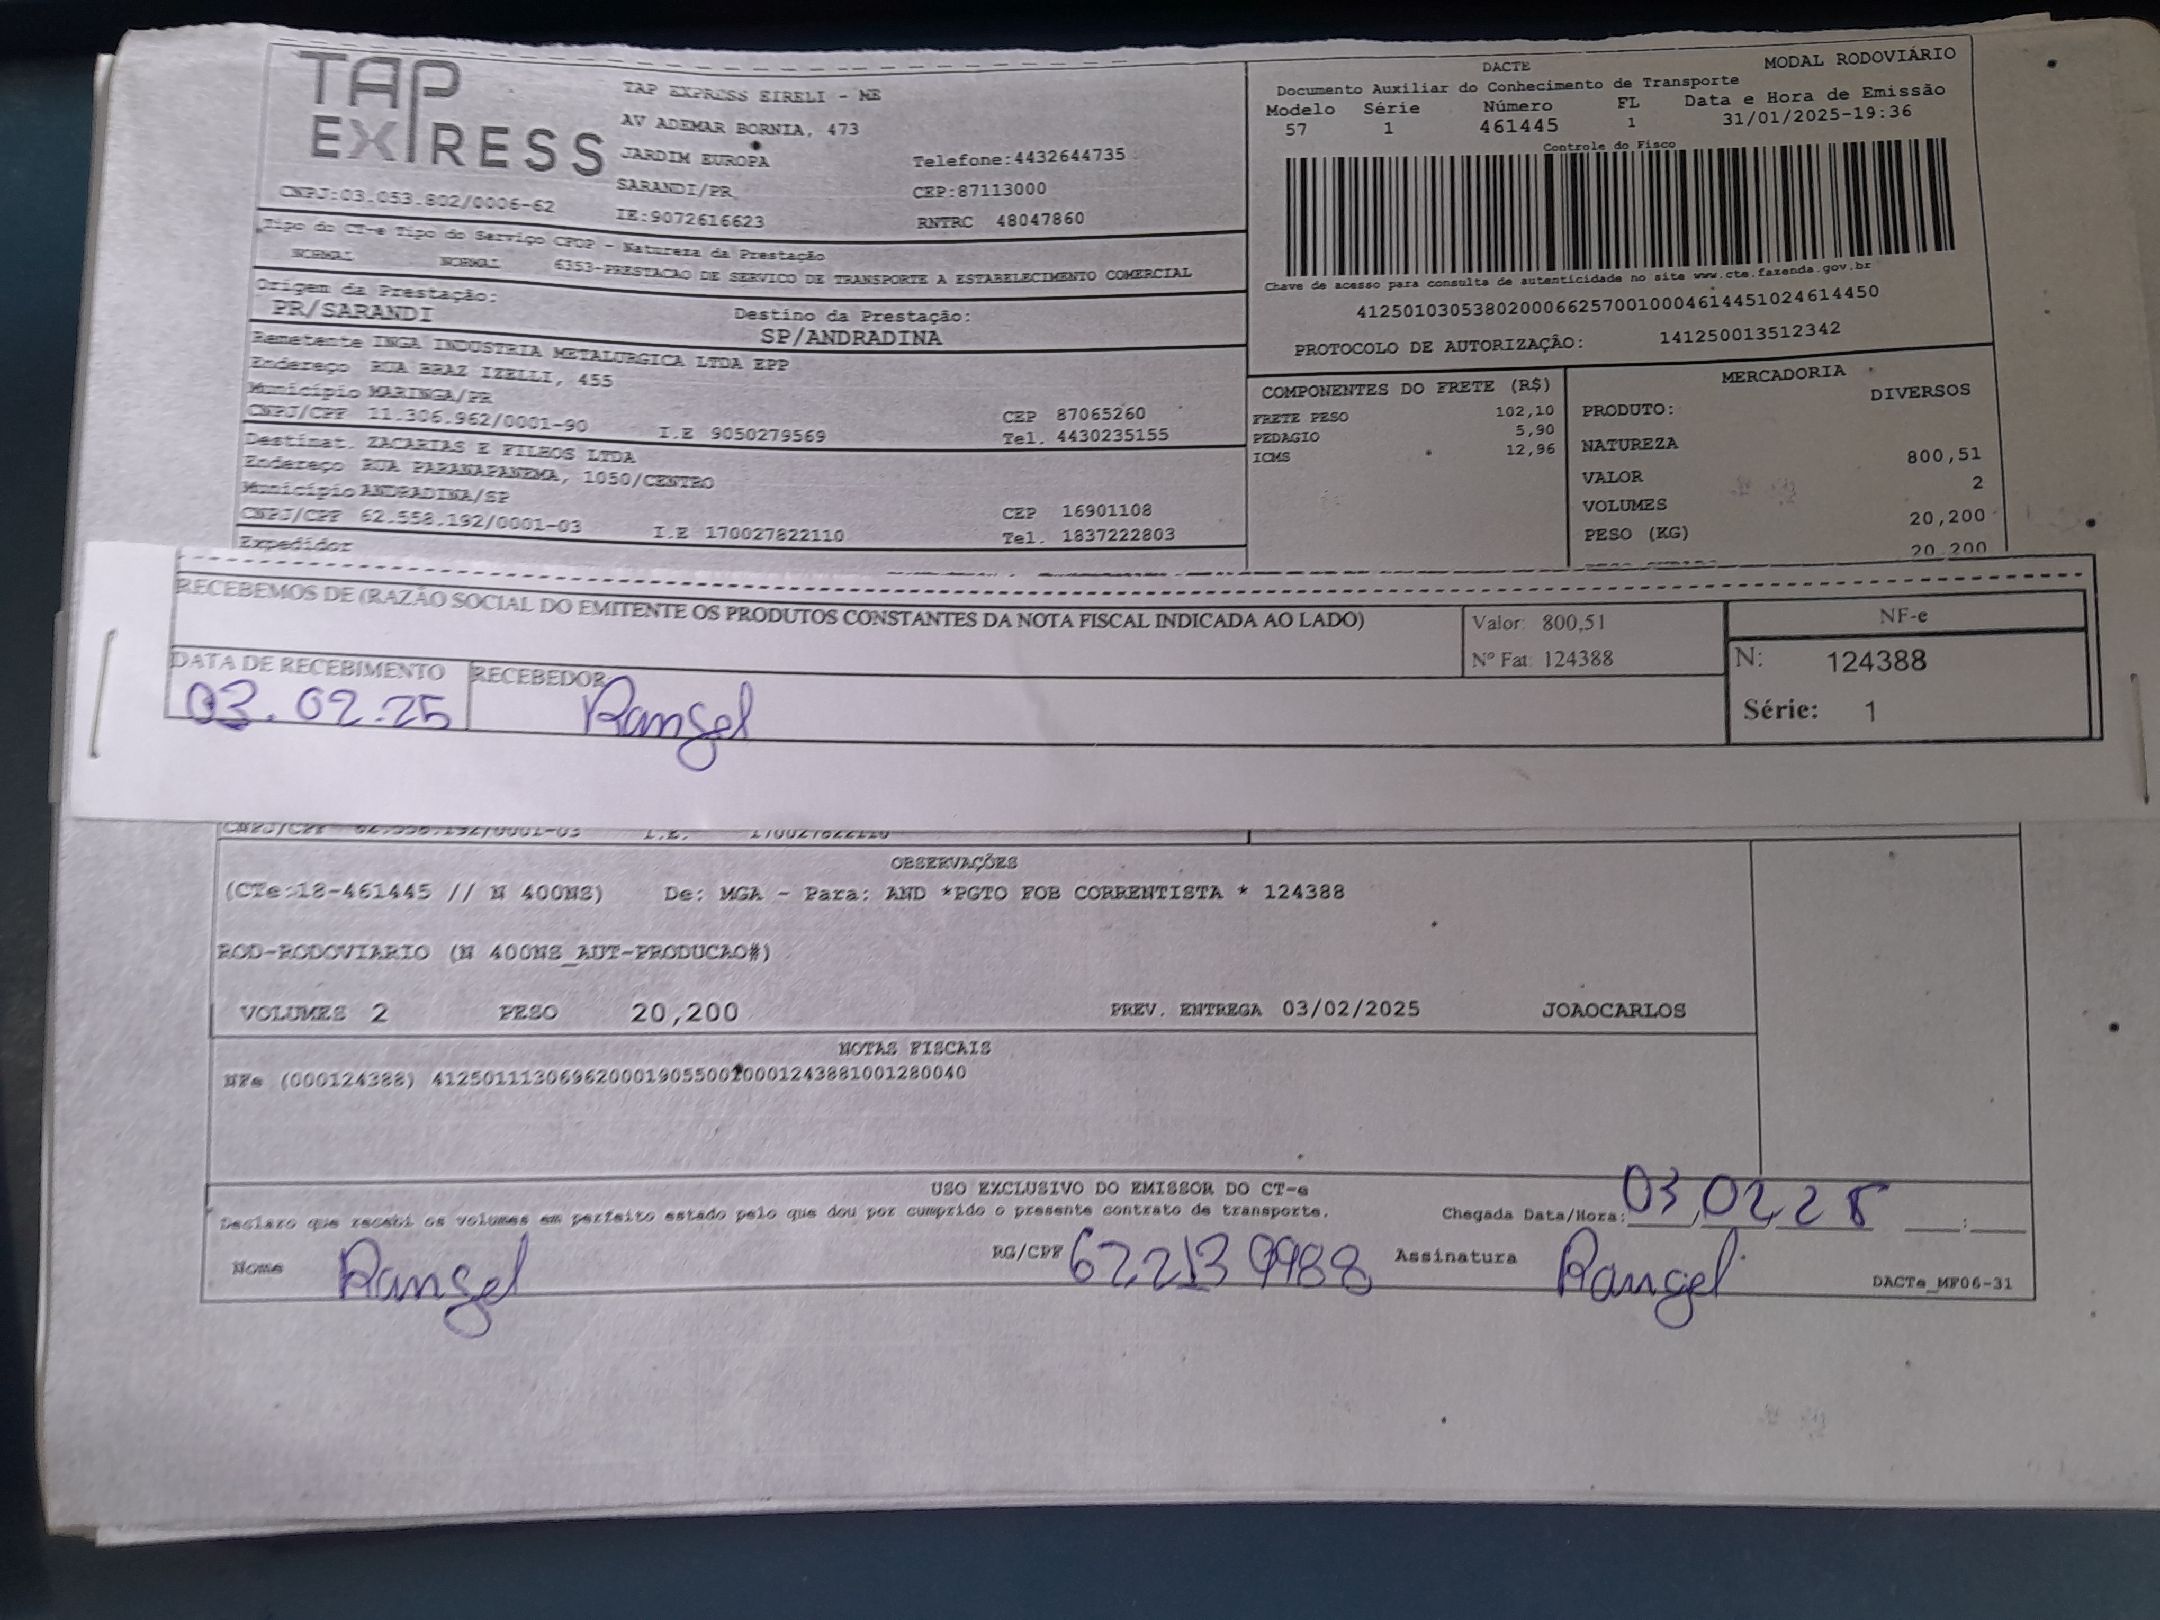 TAP EXPRESS
TAP EXPRESS EIRELI - ME
AV ADEMAR BORNIA, 473
JARDIM EUROPA Telefone:4432644735
SARANDI/PR CEP:87113000
CNPJ:03.053.802/0006-62 IE:9072616623 RNTRC 48047860
Tipo do CT-e Tipo do Serviço CFOP - Natureza da Prestação
NORMAL NORMAL 6353-PRESTACAO DE SERVICO DE TRANSPORTE A ESTABELECIMENTO COMERCIAL
Origem da Prestação: Destino da Prestação:
PR/SARANDI SP/ANDRADINA
Remetente INGA INDUSTRIA METALURGICA LTDA EPP
Endereço RUA BRAZ IZELLI, 455
Município MARINGA/PR CEP 87065260
CNPJ/CPF 11.306.962/0001-90 I.E 9050279569 Tel. 4430235155
Destinat. ZACARIAS E FILHOS LTDA
Endereço RUA PARANAPANEMA, 1050/CENTRO
Município ANDRADINA/SP CEP 16901108
CNPJ/CPF 62.558.192/0001-03 I.E 170027822110 Tel. 1837222803
Expedidor
DACTE MODAL RODOVIÁRIO
Documento Auxiliar do Conhecimento de Transporte
Modelo Série Número FL Data e Hora de Emissão
57 1 461445 1 31/01/2025-19:36
Controle do Fisco
Chave de acesso para consulta de autenticidade no site www.cte.fazenda.gov.br
41250103053802000662570010004614451024614450
PROTOCOLO DE AUTORIZAÇÃO: 141250013512342
COMPONENTES DO FRETE (R$)
FRETE PESO 102,10
PEDAGIO 5,90
ICMS 12,96
MERCADORIA
PRODUTO: DIVERSOS
NATUREZA
VALOR 800,51
VOLUMES 2
PESO (KG) 20,200
20,200
RECEBEMOS DE (RAZÃO SOCIAL DO EMITENTE OS PRODUTOS CONSTANTES DA NOTA FISCAL INDICADA AO LADO)
Valor: 800,51
Nº Fat: 124388
NF-e
N: 124388
Série: 1
DATA DE RECEBIMENTO RECEBEDOR
03.02.25 Rangel
CNPJ/CPF 62.558.192/0001-03 I.E. 170027822110
OBSERVAÇÕES
(CTe:18-461445 // N 400NS) De: MGA - Para: AND *PGTO FOB CORRENTISTA * 124388
ROD-RODOVIARIO (N 400NS_AUT-PRODUCAO#)
VOLUMES 2 PESO 20,200 PREV. ENTREGA 03/02/2025 JOAOCARLOS
NOTAS FISCAIS
NFe (000124388) 41250111306962000190550010001243881001280040
USO EXCLUSIVO DO EMISSOR DO CT-e
Declaro que recebi os volumes em perfeito estado pelo que dou por cumprido o presente contrato de transporte. Chegada Data/Hora: 03,02,25 :
Nome Rangel RG/CPF 622139988 Assinatura Rangel DACTe_MF06-31